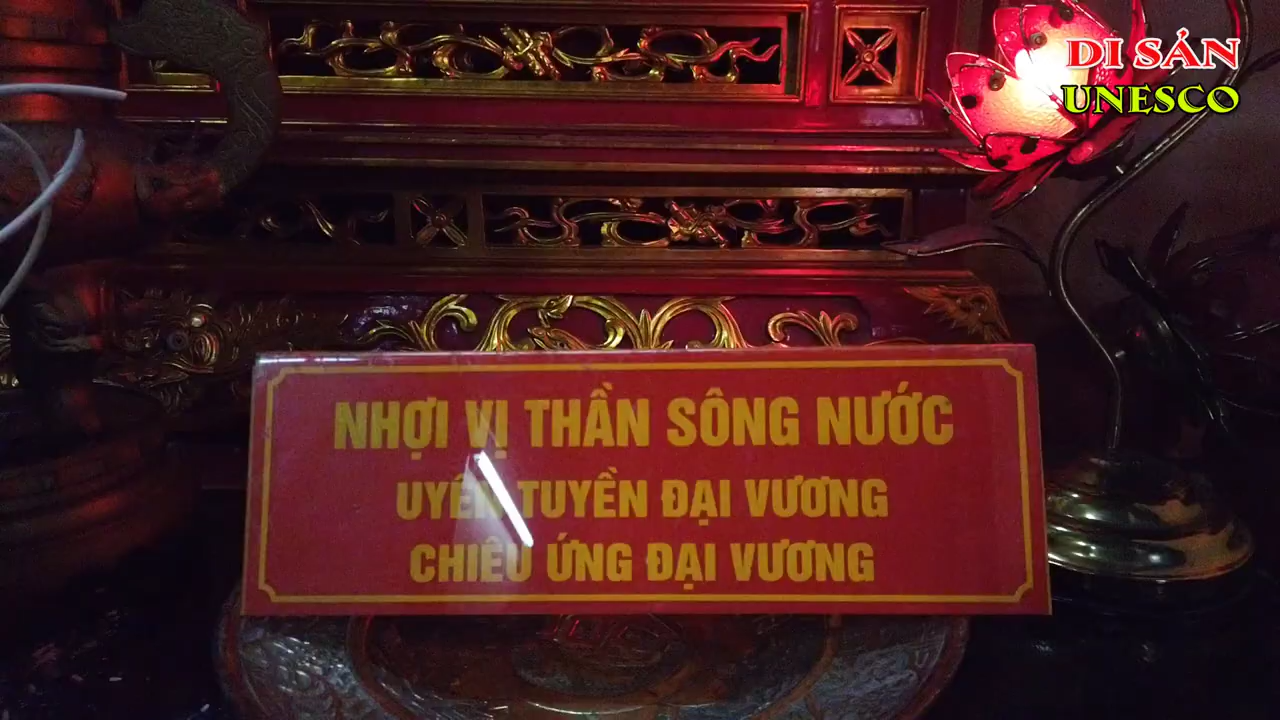 DI SẢN
UNESCO
NHỢI VỊ THẦN SÔNG NƯỚC
UYÊN TUYỀN ĐẠI VƯƠNG
CHIÊU ỨNG ĐẠI VƯƠNG